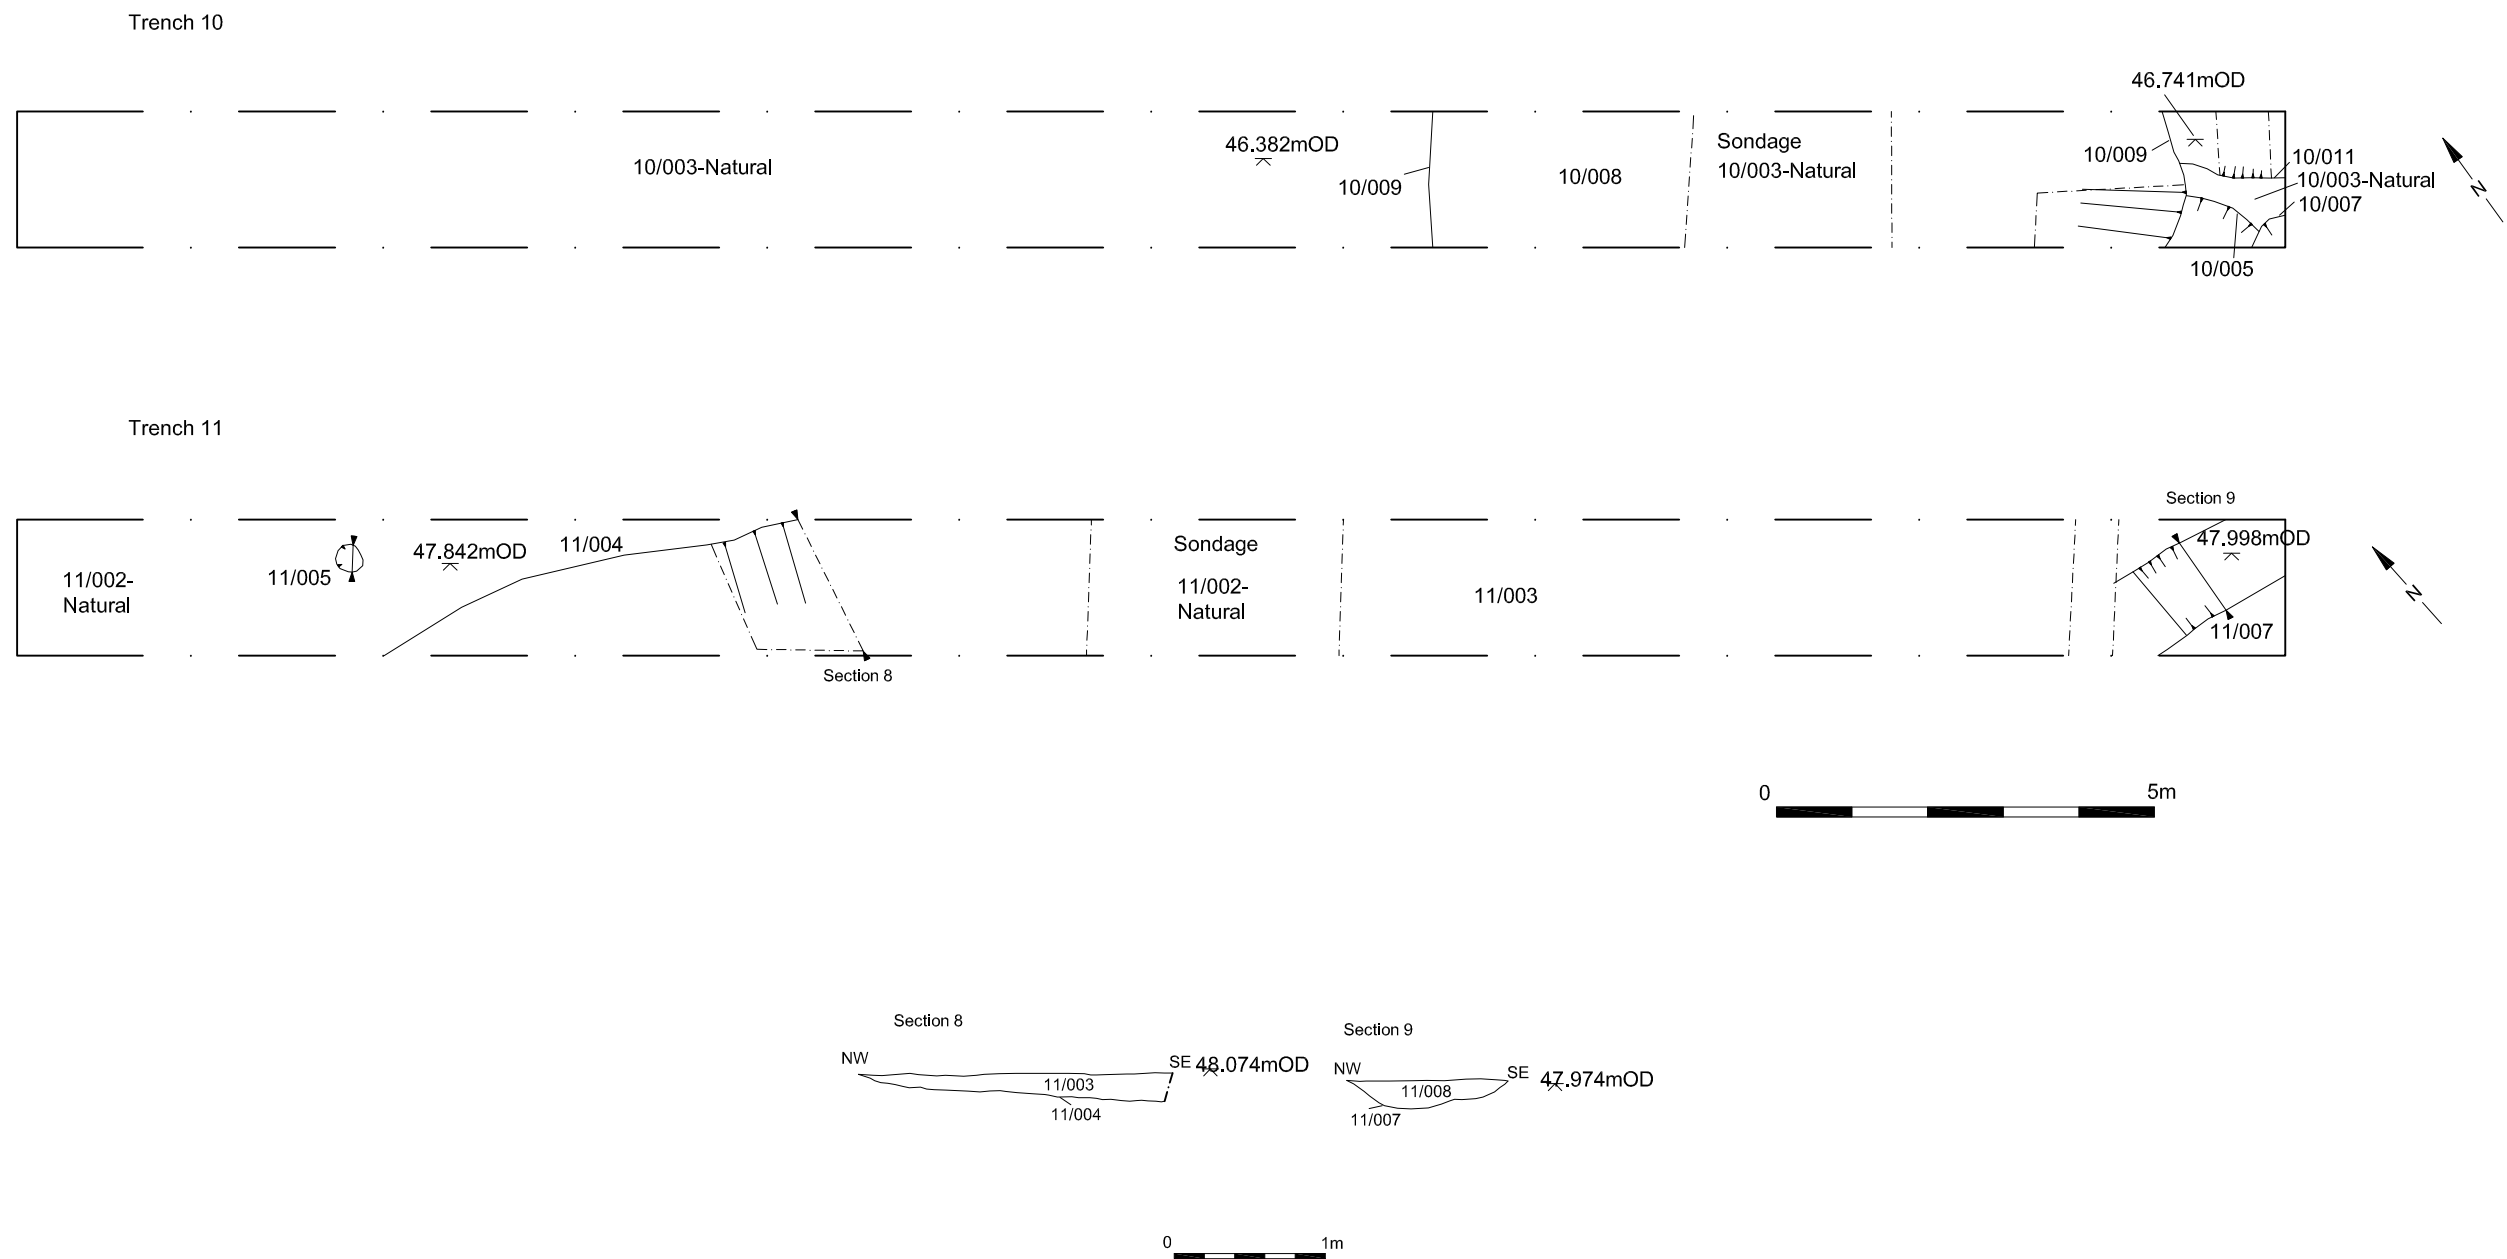 Trench 10
46.741mOD
46.382mOD
Sondage
10/003-Natural
10/003-Natural
10/009
10/008
10/009
10/011
10/003-Natural
10/007
10/005
N
Trench 11
Section 9
47.842mOD
11/004
Sondage
47.998mOD
11/002-
Natural
11/005
11/002-
Natural
11/003
11/007
N
Section 8
0
5m
Section 8
Section 9
NW
SE
48.074mOD
11/003
11/004
NW
SE
47.974mOD
11/008
11/007
0
1m